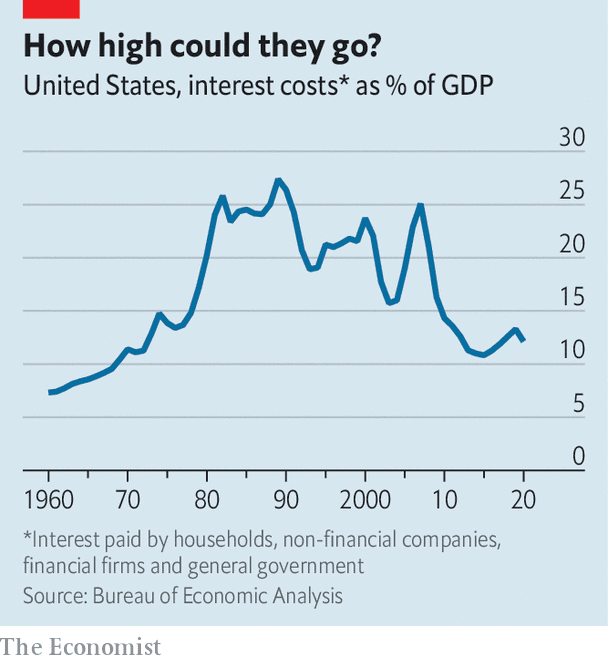 How high could they go?
United States, interest costs* as % of GDP
30
25
20
15
10
5
0
1960 70 80 90 2000 10 20
*Interest paid by households, non-financial companies,
financial firms and general government
Source: Bureau of Economic Analysis
The Economist